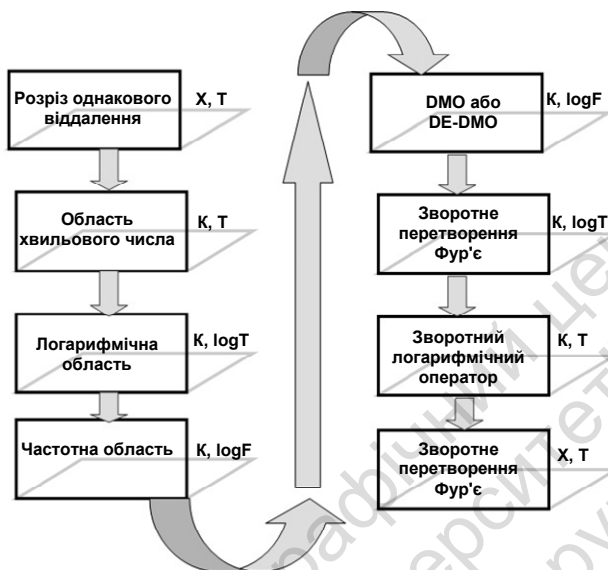 Розріз однакового
віддалення
X, T
Область
хвильового числа
К, T
Логарифмічна
область
К, logT
Частотна область
К, logF
DMO або
DE-DMO
К, logF
Зворотне
перетворення
Фур'є
К, logT
Зворотний
логарифмічний
оператор
К, T
Зворотне
перетворення
Фур'є
X, T